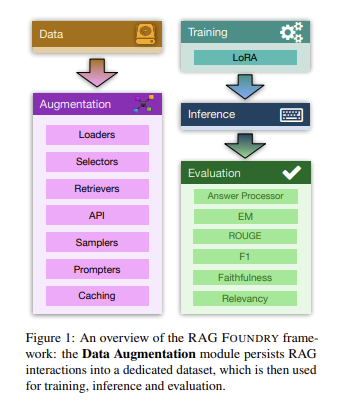 Data
Augmentation
Loaders
Selectors
Retrievers
API
Samplers
Prompters
Caching
Training
LoRA
Inference
Evaluation
Answer Processor
EM
ROUGE
F1
Faithfulness
Relevancy
Figure 1: An overview of the RAG FOUNDRY frame-
work: the Data Augmentation module persists RAG
interactions into a dedicated dataset, which is then used
for training, inference and evaluation.